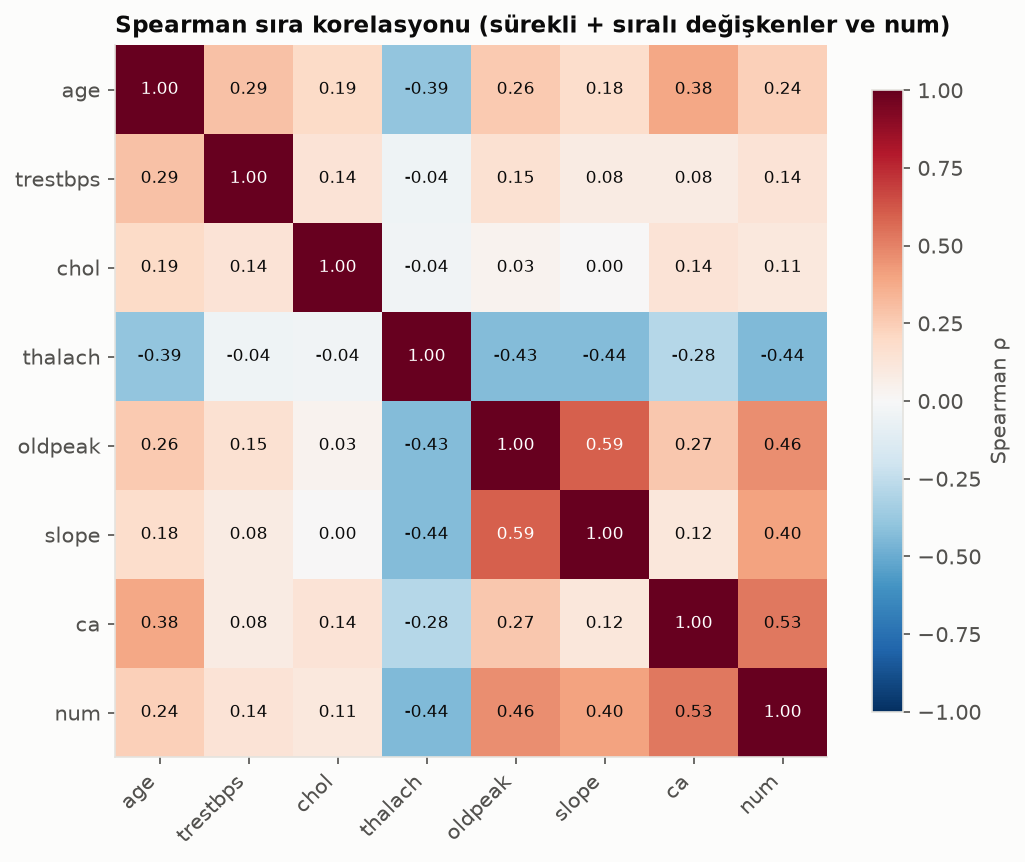 Spearman sıra korelasyonu (sürekli + sıralı değişkenler ve num)
age 1.00 0.29 0.19 -0.39 0.26 0.18 0.38 0.24
trestbps 0.29 1.00 0.14 -0.04 0.15 0.08 0.08 0.14
chol 0.19 0.14 1.00 -0.04 0.03 0.00 0.14 0.11
thalach -0.39 -0.04 -0.04 1.00 -0.43 -0.44 -0.28 -0.44
oldpeak 0.26 0.15 0.03 -0.43 1.00 0.59 0.27 0.46
slope 0.18 0.08 0.00 -0.44 0.59 1.00 0.12 0.40
ca 0.38 0.08 0.14 -0.28 0.27 0.12 1.00 0.53
num 0.24 0.14 0.11 -0.44 0.46 0.40 0.53 1.00
age trestbps chol thalach oldpeak slope ca num
1.00
0.75
0.50
0.25
0.00
−0.25
−0.50
−0.75
−1.00
Spearman ρ